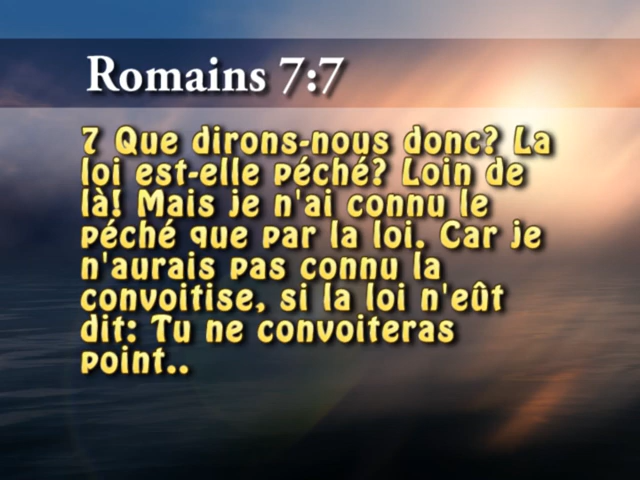 Romains 7:7
7 Que dirons-nous donc? La
loi est-elle péché? Loin de
là! Mais je n'ai connu le
péché que par la loi. Car je
n'aurais pas connu la
convoitise, si la loi n'eût
dit: Tu ne convoiteras
point..